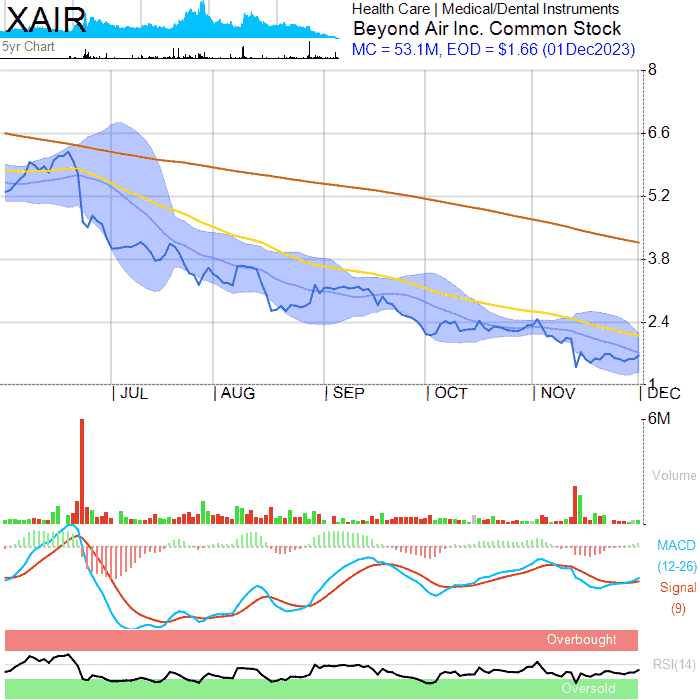 XAIR
5yr Chart
Health Care | Medical/Dental Instruments
Beyond Air Inc. Common Stock
MC = 53.1M, EOD = $1.66 (01Dec2023)
8
6.6
5.2
3.8
2.4
1
JUL AUG SEP OCT NOV DEC
6M
Volume
MACD
(12-26)
Signal
(9)
Overbought
RSI(14)
Oversold